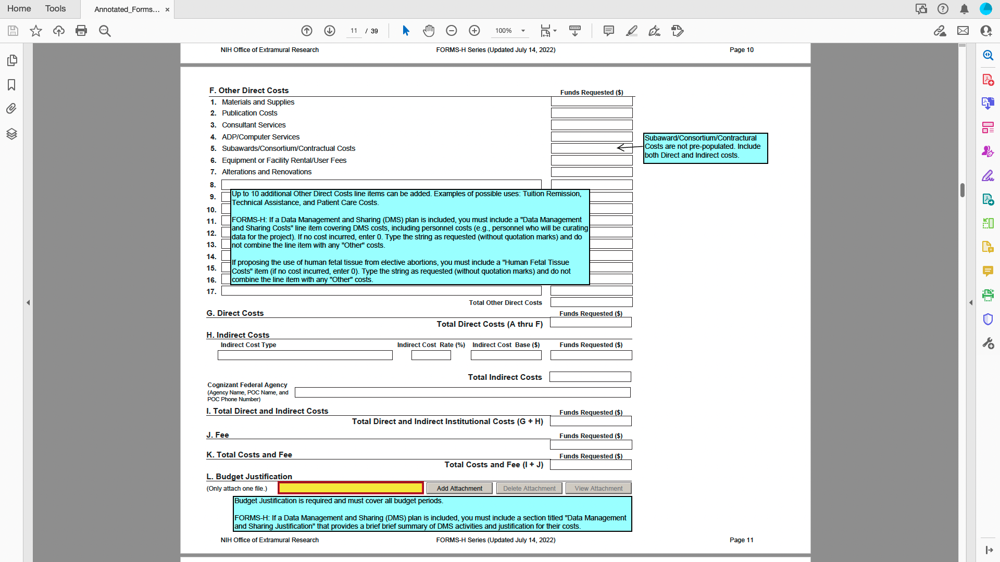 Home Tools Annotated_Forms... ×
11 / 39 100%
NIH Office of Extramural Research FORMS-H Series (Updated July 14, 2022) Page 10
F. Other Direct Costs Funds Requested ($)
1. Materials and Supplies
2. Publication Costs
3. Consultant Services
4. ADP/Computer Services
5. Subawards/Consortium/Contractual Costs
6. Equipment or Facility Rental/User Fees
7. Alterations and Renovations
Subaward/Consortium/Contractural
Costs are not pre-populated. Include
both Direct and Indirect costs.
8.
9.
10.
11.
12.
13.
14.
15.
16.
17.
Up to 10 additional Other Direct Costs line items can be added. Examples of possible uses: Tuition Remission,
Technical Assistance, and Patient Care Costs.
FORMS-H: If a Data Management and Sharing (DMS) plan is included, you must include a "Data Management
and Sharing Costs" line item covering DMS costs, including personnel costs (e.g., personnel who will be curating
data for the project). If no cost incurred, enter 0. Type the string as requested (without quotation marks) and do
not combine the line item with any "Other" costs.
If proposing the use of human fetal tissue from elective abortions, you must include a "Human Fetal Tissue
Costs" item (if no cost incurred, enter 0). Type the string as requested (without quotation marks) and do not
combine the line item with any "Other" costs.
Total Other Direct Costs
G. Direct Costs Funds Requested ($)
Total Direct Costs (A thru F)
H. Indirect Costs
Indirect Cost Type Indirect Cost Rate (%) Indirect Cost Base ($) Funds Requested ($)
Total Indirect Costs
Cognizant Federal Agency
(Agency Name, POC Name, and
POC Phone Number)
I. Total Direct and Indirect Costs Funds Requested ($)
Total Direct and Indirect Institutional Costs (G + H)
J. Fee Funds Requested ($)
K. Total Costs and Fee Funds Requested ($)
Total Costs and Fee (I + J)
L. Budget Justification
(Only attach one file.) Add Attachment Delete Attachment View Attachment
Budget Justification is required and must cover all budget periods.
FORMS-H: If a Data Management and Sharing (DMS) plan is included, you must include a section titled "Data Management
and Sharing Justification" that provides a brief brief summary of DMS activities and justification for their costs.
NIH Office of Extramural Research FORMS-H Series (Updated July 14, 2022) Page 11